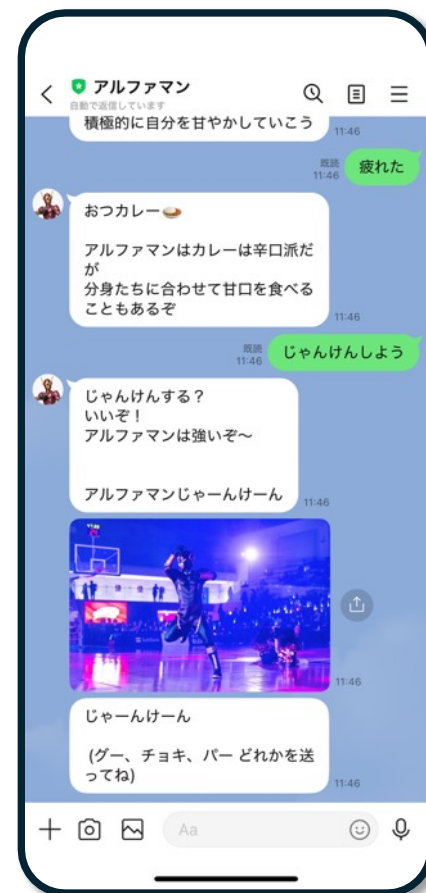 アルファマン
自動で返信しています
積極的に自分を甘やかしていこう
11:46
既読
11:46
疲れた
おつカレー🍛
アルファマンはカレーは辛口派だ
が
分身たちに合わせて甘口を食べる
こともあるぞ
11:46
既読
11:46
じゃんけんしよう
じゃんけんする?
いいぞ!
アルファマンは強いぞ〜
アルファマンじゃーんけーん
11:46
11:46
じゃーんけーん
(グー、チョキ、パー どれかを送
ってね)
11:46
Aa